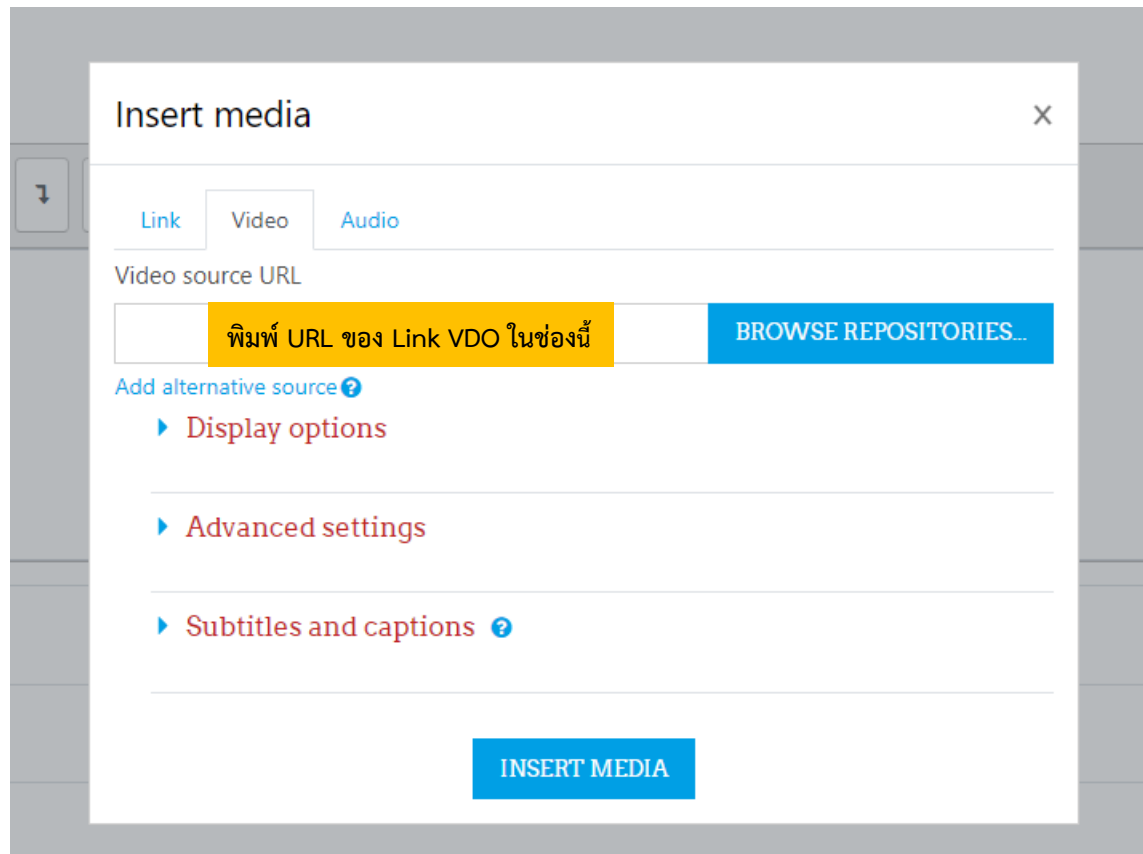 Insert media
Link Video Audio
Video source URL
พิมพ์ URL ของ Link VDO ในช่องนี้
BROWSE REPOSITORIES...
Add alternative source
Display options
Advanced settings
Subtitles and captions
INSERT MEDIA